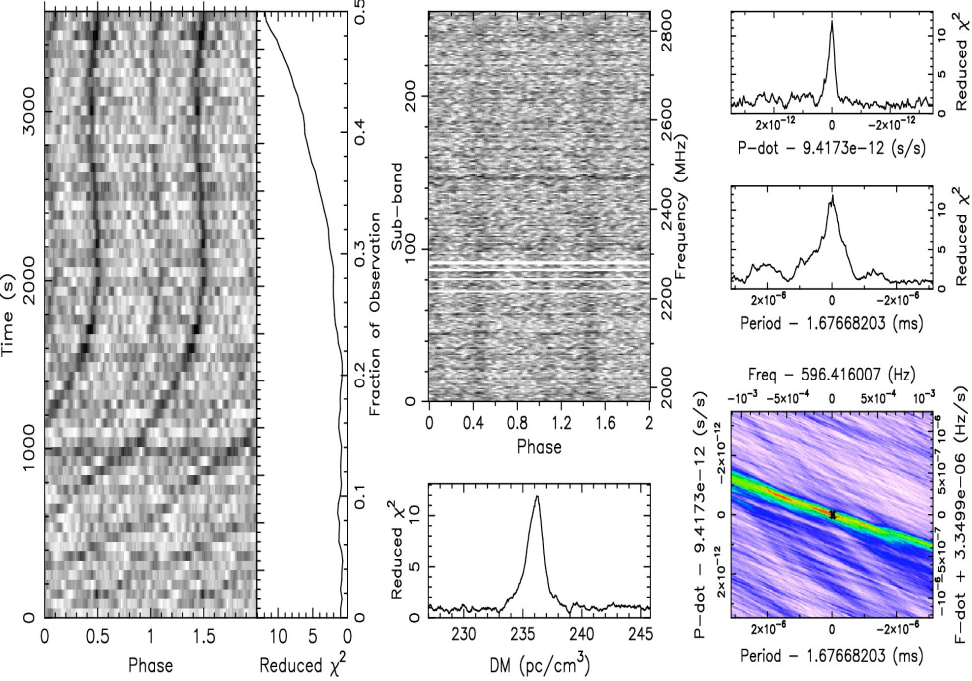 0 1000 2000 3000
Time (s)
0 0.5 1 1.5
Phase
10 5 0
Reduced χ²
0 0.1 0.2 0.3 0.4 0.5
Fraction of Observation
0 100 200
Sub-band
2000 2200 2400 2600 2800
Frequency (MHz)
0 0.4 0.8 1.2 1.6 2
Phase
0 5 10
Reduced χ²
230 235 240 245
DM (pc/cm³)
5 10
Reduced χ²
2×10⁻¹² 0 −2×10⁻¹²
P-dot − 9.4173e-12 (s/s)
0 5 10
Reduced χ²
2×10⁻⁶ 0 −2×10⁻⁶
Period − 1.67668203 (ms)
Freq − 596.416007 (Hz)
−10⁻³ −5×10⁻⁴ 0 5×10⁻⁴ 10⁻³
P-dot − 9.4173e-12 (s/s)
2×10⁻¹² 0 −2×10⁻¹²
−10⁻⁶ −5×10⁻⁷ 0 5×10⁻⁷ 10⁻⁶
F-dot + 3.3499e-06 (Hz/s)
2×10⁻⁶ 0 −2×10⁻⁶
Period − 1.67668203 (ms)